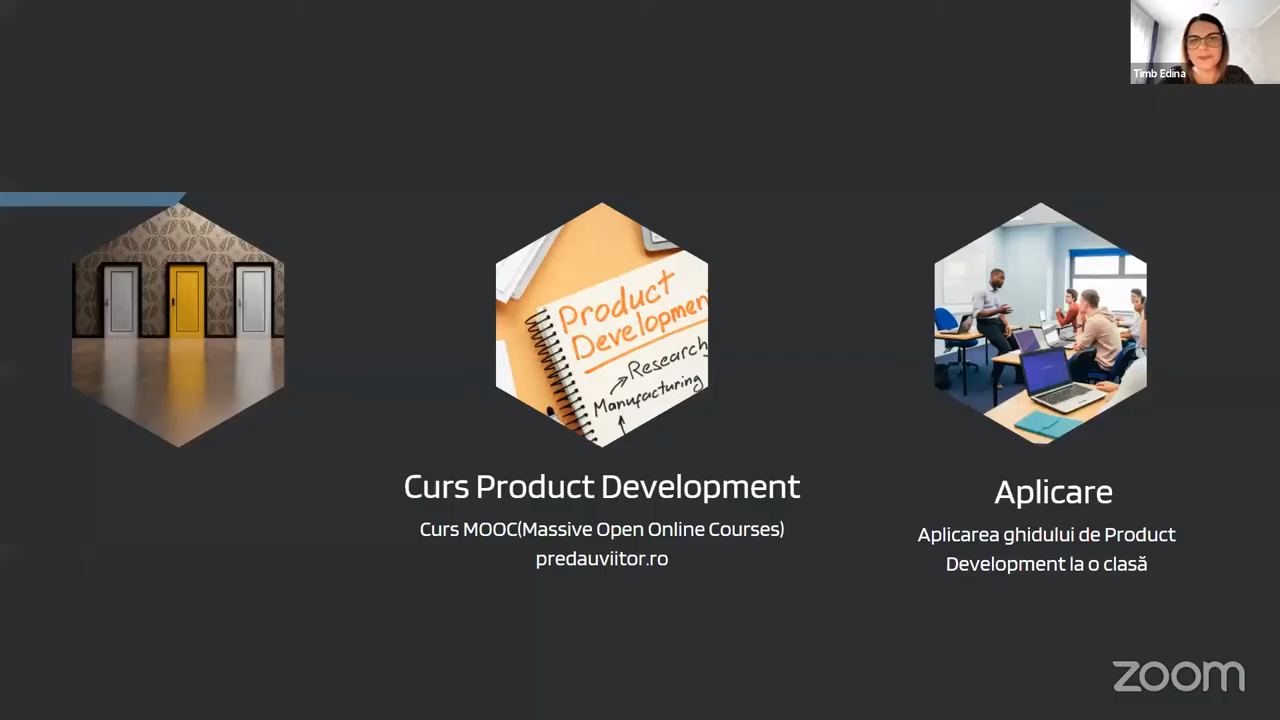 Timb Edina
Product
Development
Research
Manufacturing
Curs Product Development
Curs MOOC(Massive Open Online Courses)
predauviitor.ro
Aplicare
Aplicarea ghidului de Product
Development la o clasă
zoom